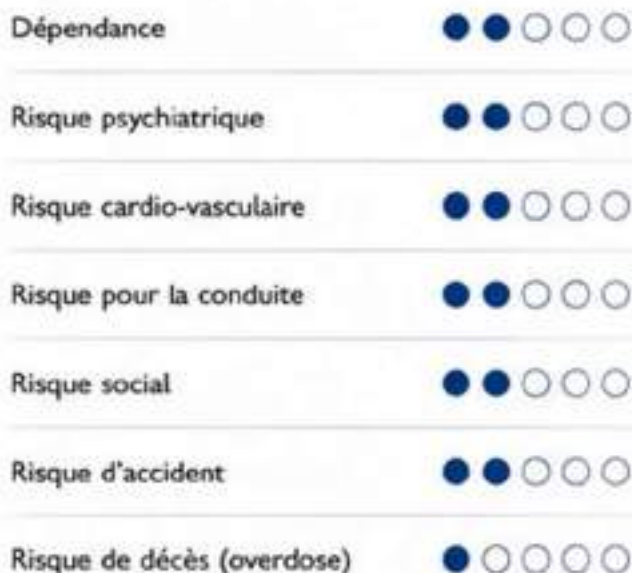 Dépendance
Risque psychiatrique
Risque cardio-vasculaire
Risque pour la conduite
Risque social
Risque d'accident
Risque de décès (overdose)